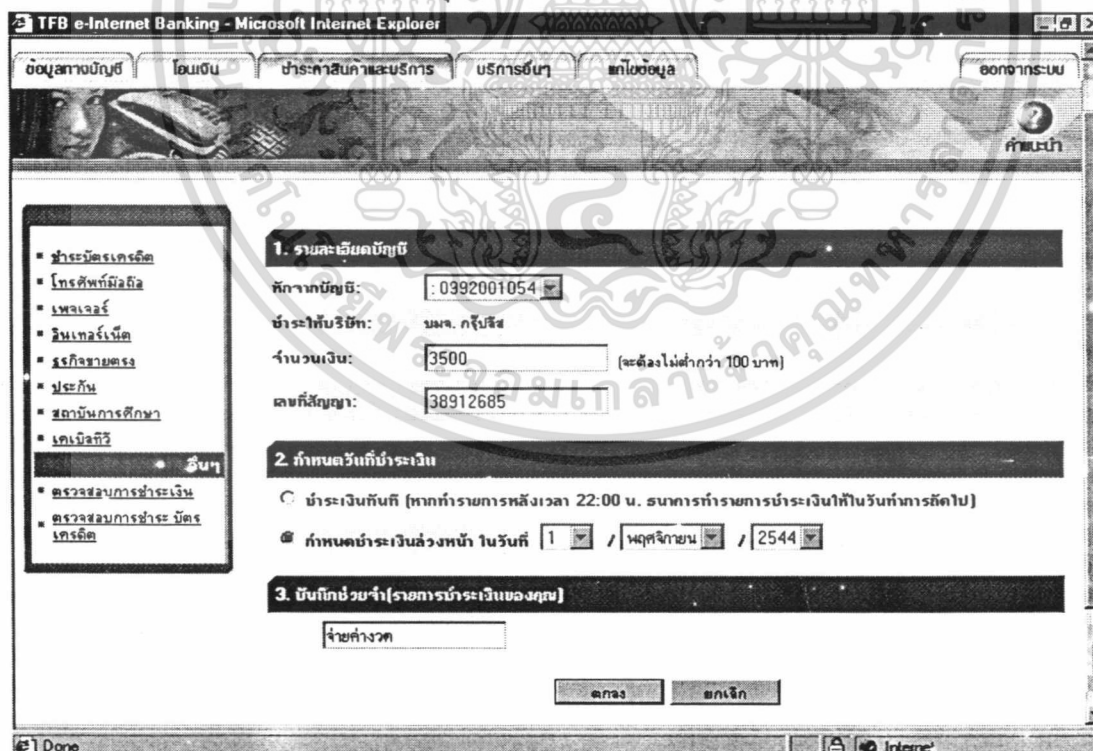 TFB e-Internet Banking - Microsoft Internet Explorer
ข้อมูลทางบัญชี โอนเงิน ชำระค่าสินค้าและบริการ บริการอื่นๆ แก้ไขข้อมูล ออกจากระบบ
คำแนะนำ
ชำระบัตรเครดิต
โทรศัพท์มือถือ
เพจเจอร์
อินเทอร์เน็ต
ธุรกิจขายตรง
ประกัน
สถาบันการศึกษา
เคเบิลทีวี
อื่นๆ
ตรวจสอบการชำระเงิน
ตรวจสอบการชำระ บัตร
เครดิต
1. รายละเอียดบัญชี
หักจากบัญชี: : 0392001054
ชำระให้บริษัท: บมจ. กรุ๊ปลีส
จำนวนเงิน: 3500 (จะต้องไม่ต่ำกว่า 100 บาท)
เลขที่สัญญา: 38912685
2. กำหนดวันที่ชำระเงิน
ชำระเงินทันที (หากทำรายการหลังเวลา 22:00 น. ธนาคารทำรายการชำระเงินให้ในวันทำการถัดไป)
กำหนดชำระเงินล่วงหน้า ในวันที่ 1 / พฤศจิกายน / 2544
3. บันทึกช่วยจำ(รายการชำระเงินของคุณ)
จ่ายค่างวด
ตกลง ยกเลิก
Done Internet